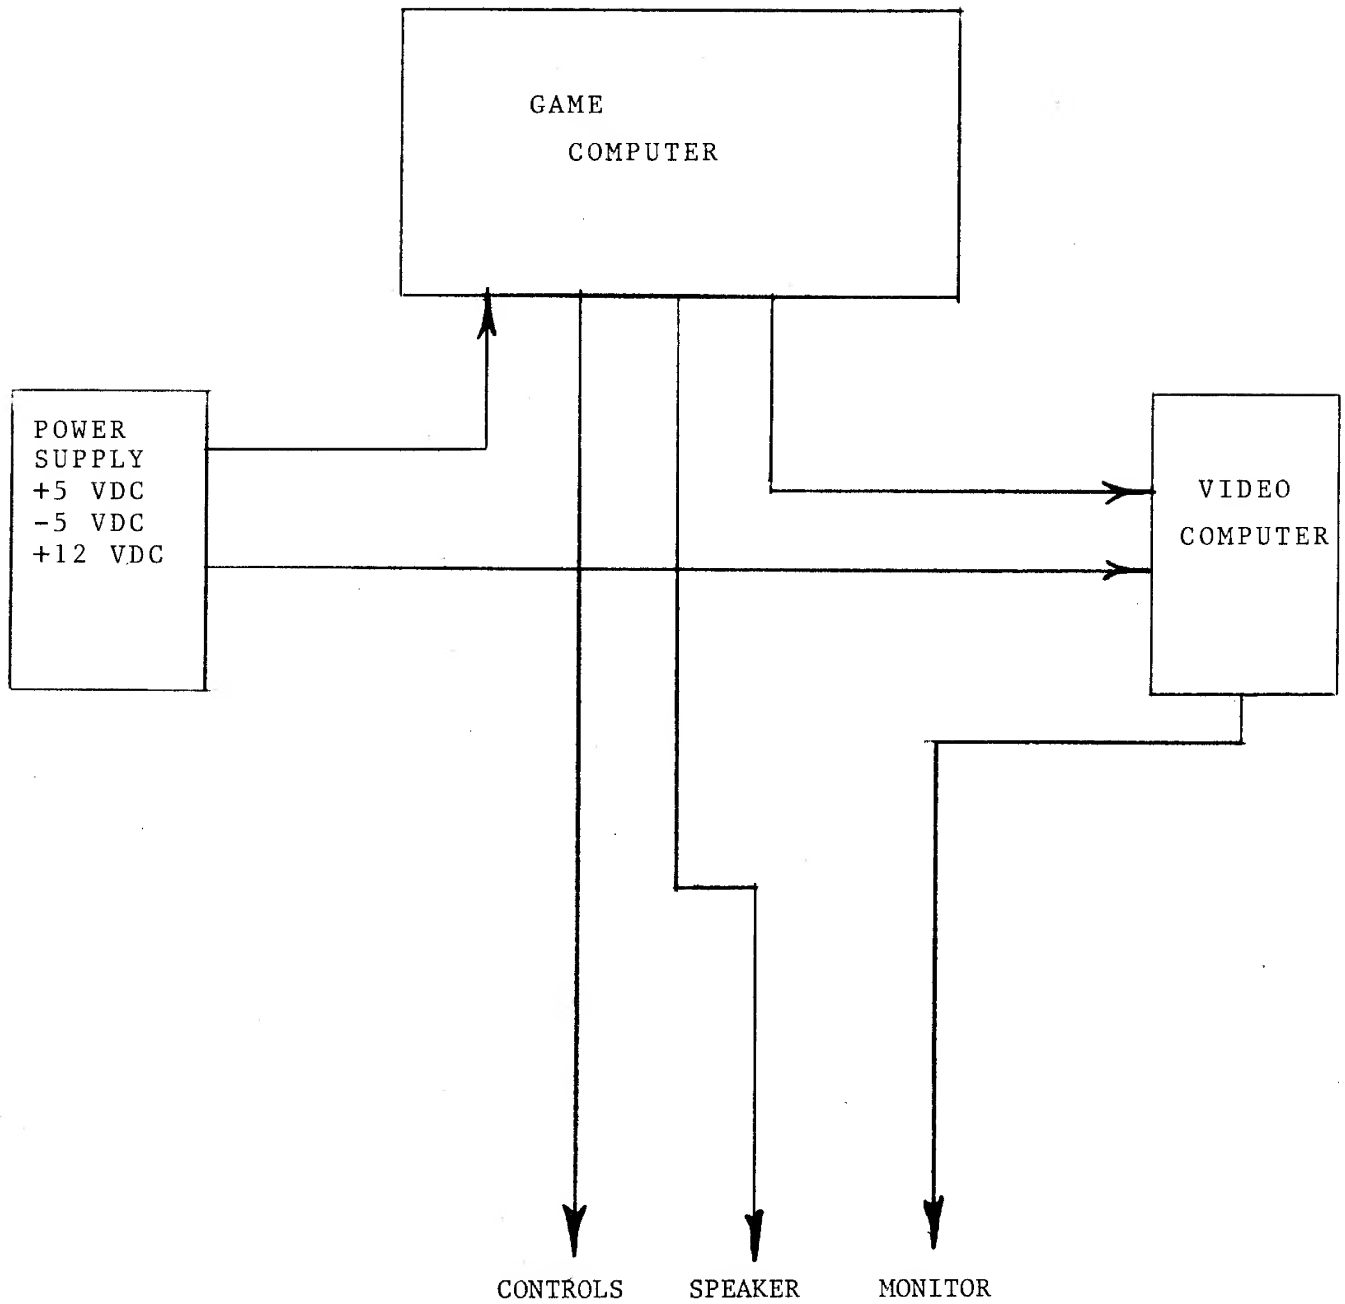 GAME
COMPUTER
POWER
SUPPLY
+5 VDC
-5 VDC
+12 VDC
VIDEO
COMPUTER
CONTROLS
SPEAKER
MONITOR